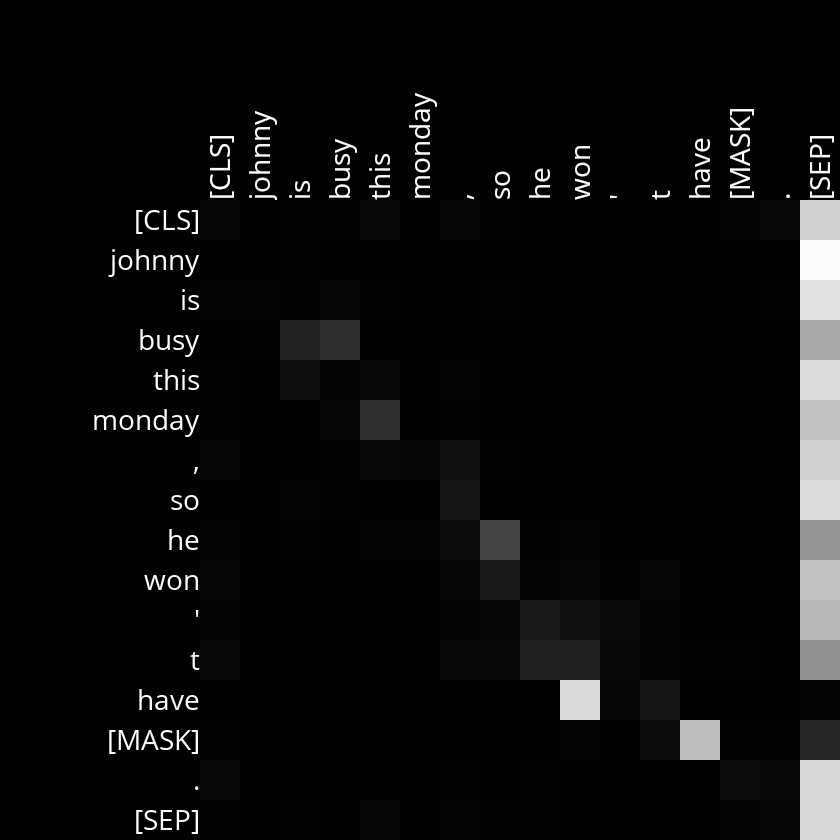 [CLS] johnny is busy this monday , so he won ' t have [MASK] . [SEP]
[CLS]
johnny
is
busy
this
monday
,
so
he
won
'
t
have
[MASK]
.
[SEP]